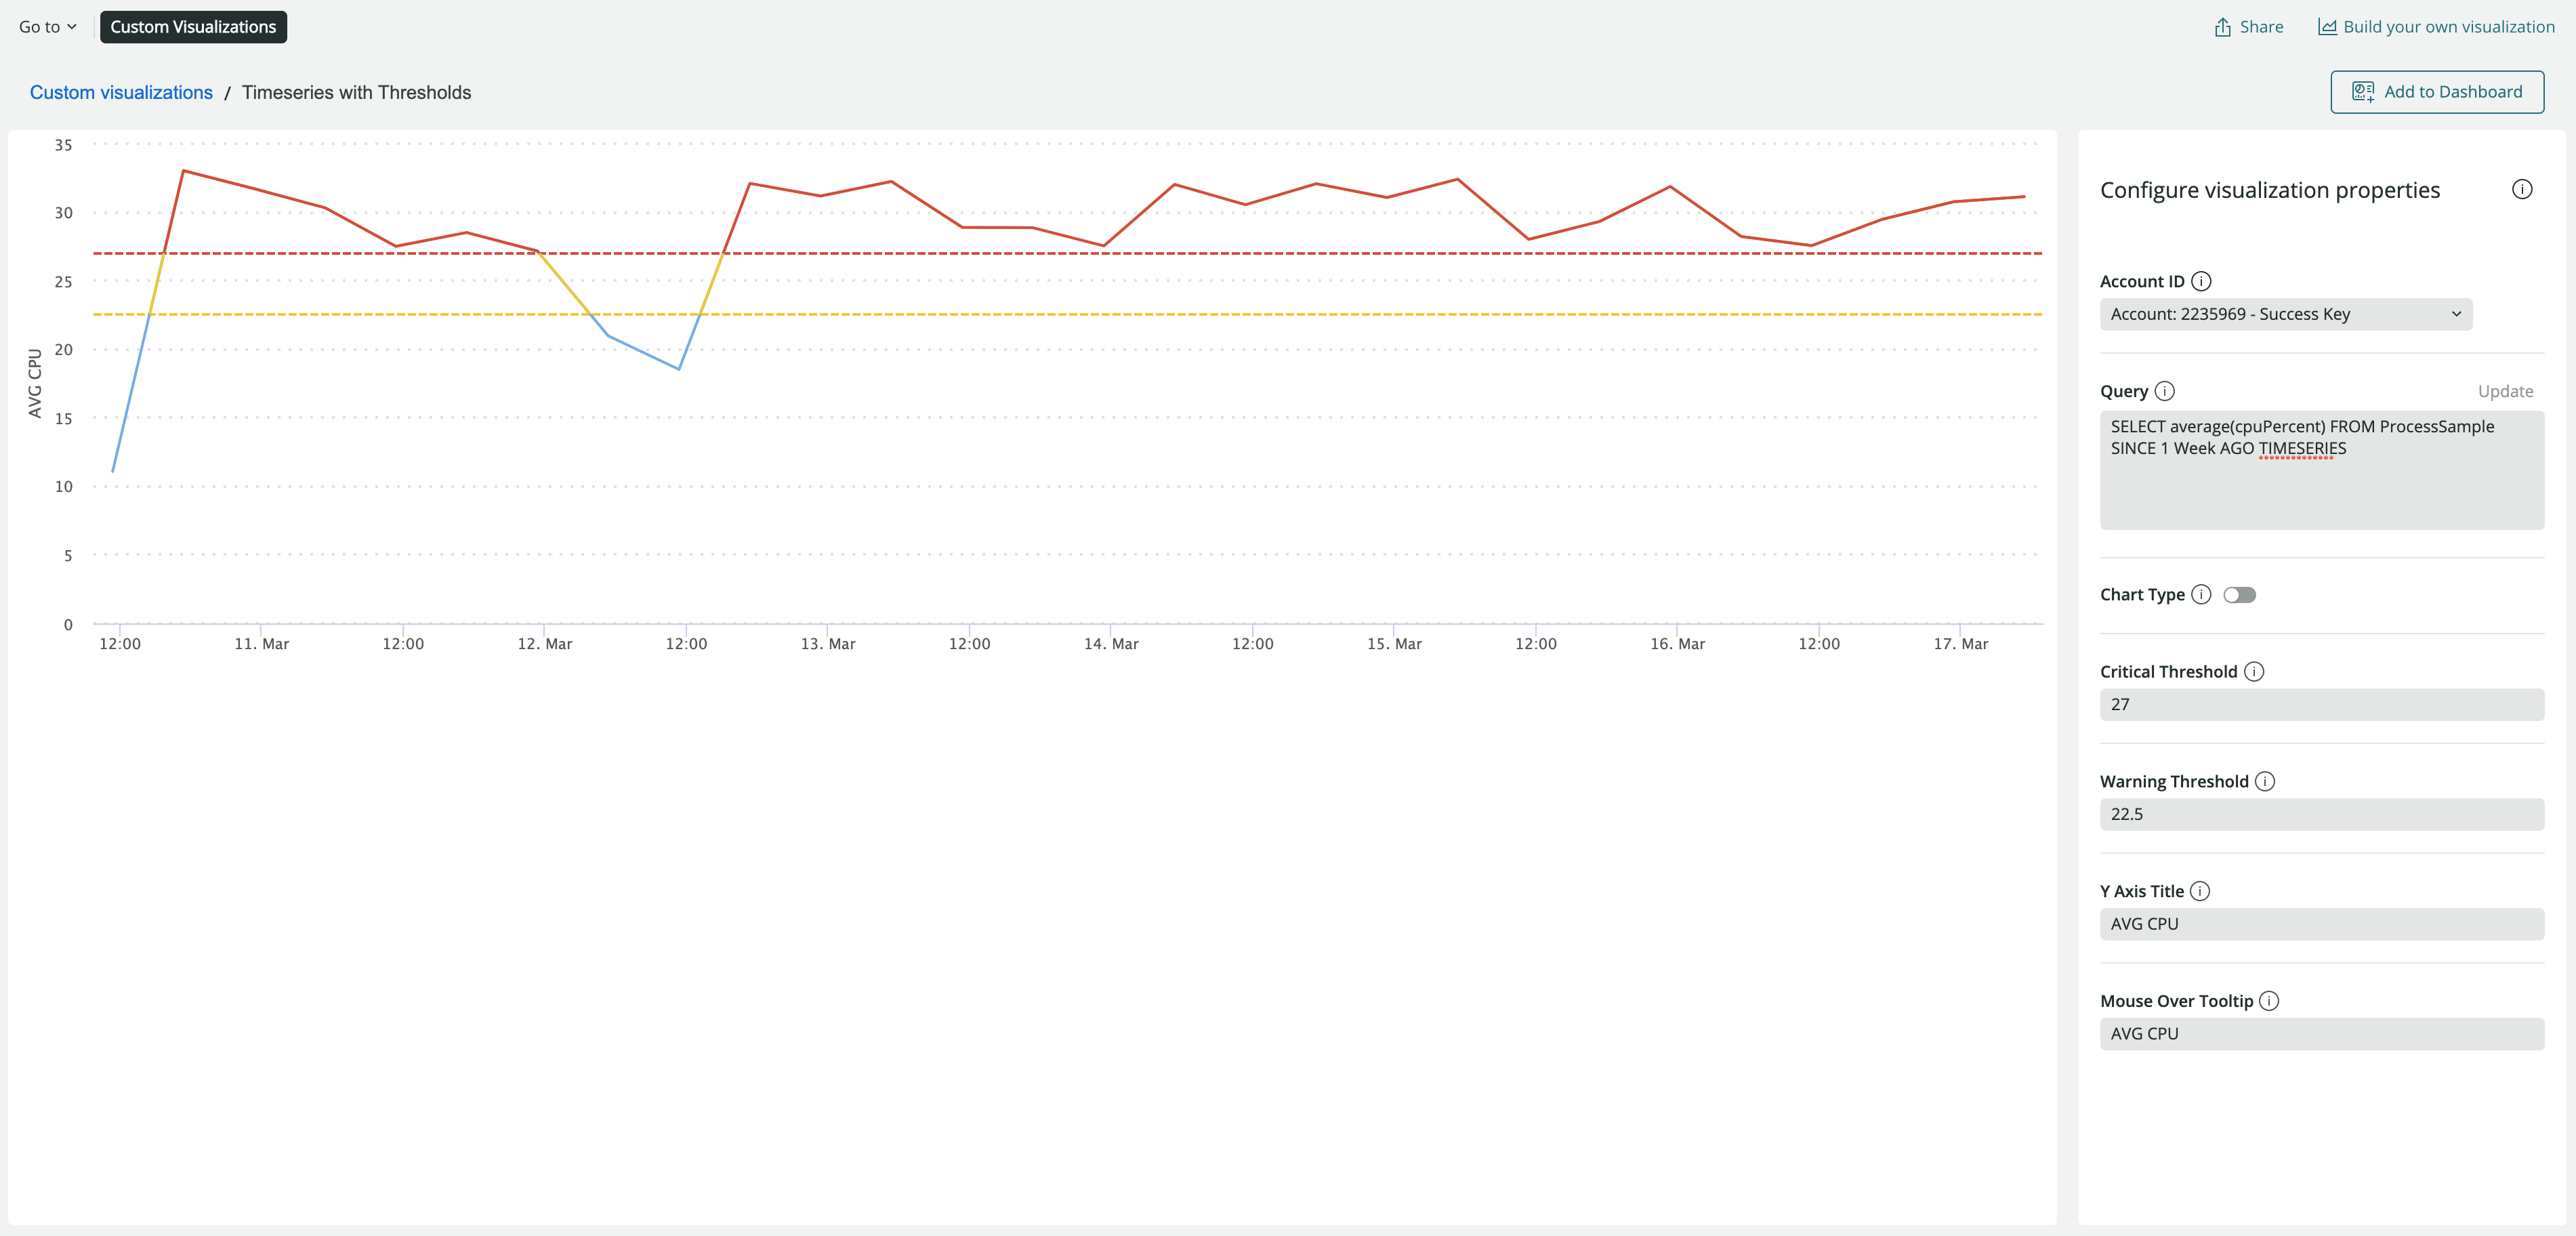 Go to
Custom Visualizations
Share
Build your own visualization
Custom visualizations / Timeseries with Thresholds
Add to Dashboard
35
30
25
20
15
10
5
0
AVG CPU
12:00
11. Mar
12:00
12. Mar
12:00
13. Mar
12:00
14. Mar
12:00
15. Mar
12:00
16. Mar
12:00
17. Mar
Configure visualization properties
Account ID
Account: 2235969 - Success Key
Query
Update
SELECT average(cpuPercent) FROM ProcessSample
SINCE 1 Week AGO TIMESERIES
Chart Type
Critical Threshold
27
Warning Threshold
22.5
Y Axis Title
AVG CPU
Mouse Over Tooltip
AVG CPU